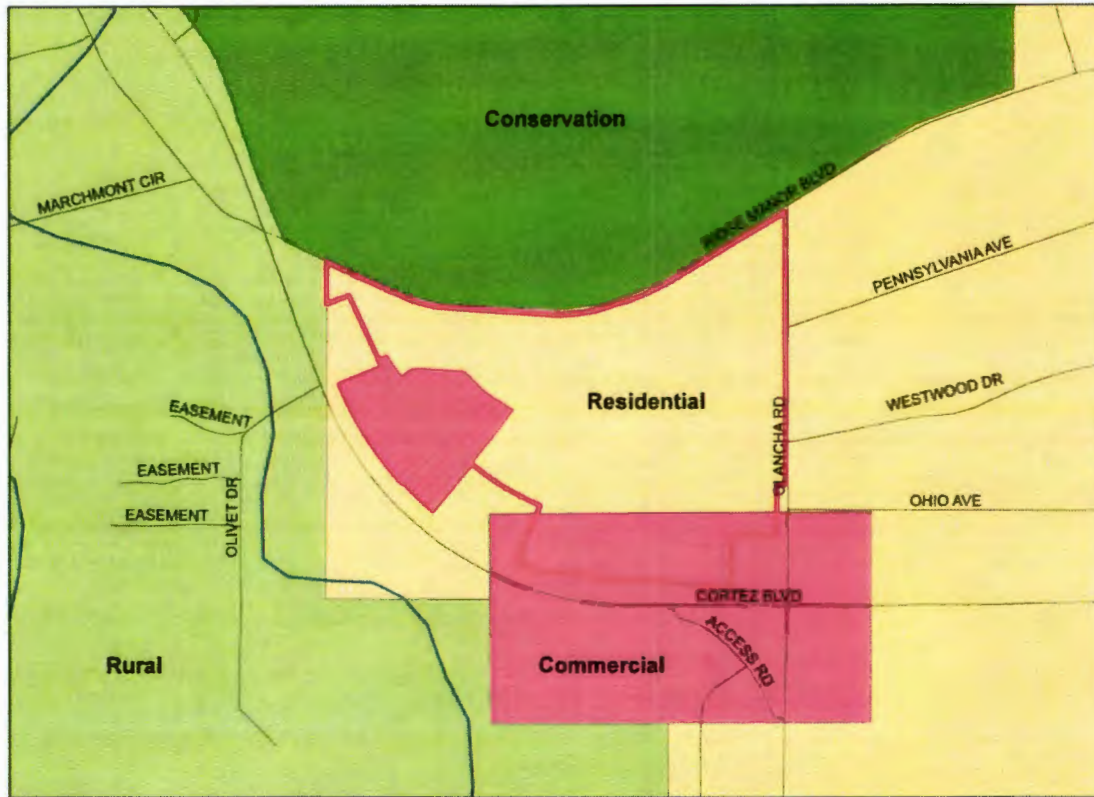 Conservation
MARCHMONT CIR
RIDGE MANOR BLVD
PENNSYLVANIA AVE
Residential
WESTWOOD DR
EASEMENT
OLANCHA RD
EASEMENT
OHIO AVE
EASEMENT
OLIVET DR
CORTEZ BLVD
ACCESS RD
Rural
Commercial